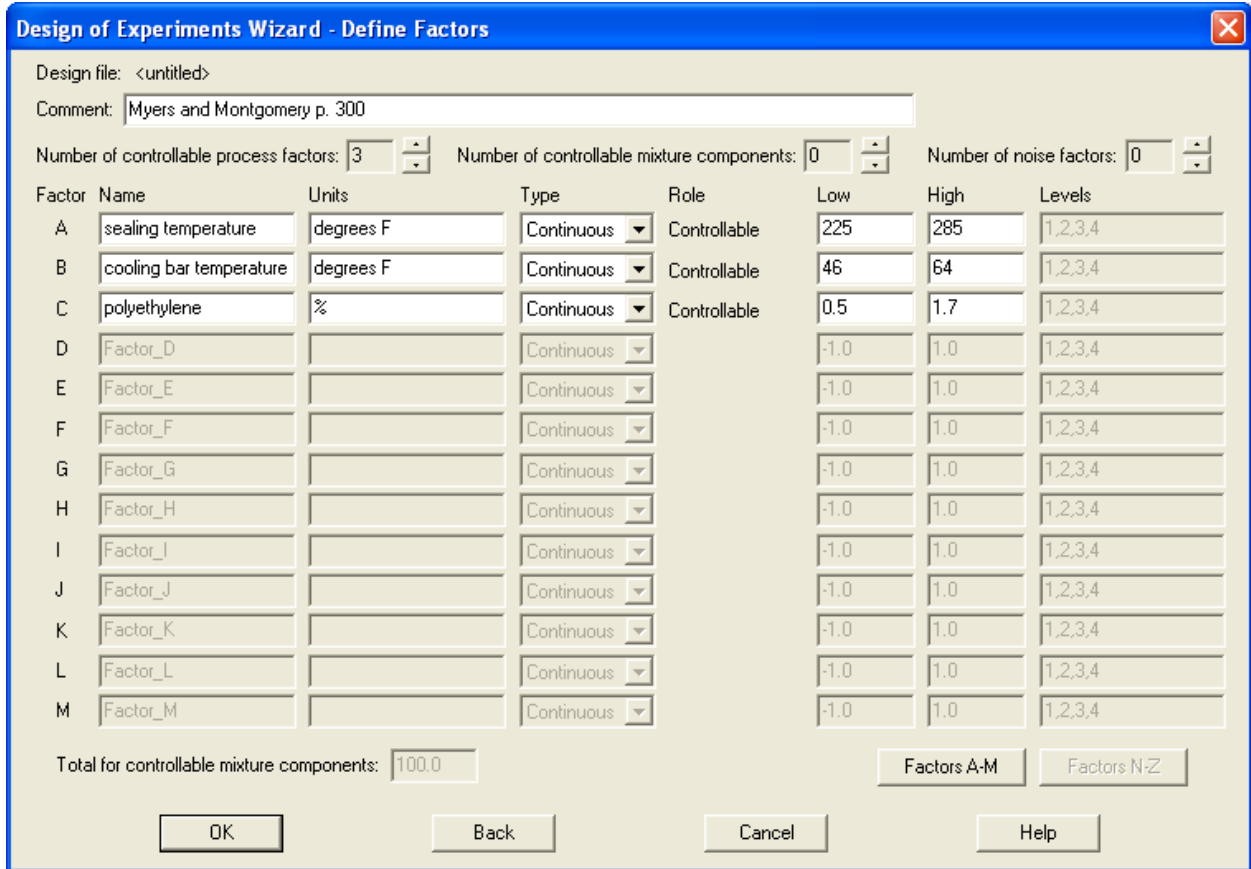 Design of Experiments Wizard - Define Factors
Design file: <untitled>
Comment: Myers and Montgomery p. 300
Number of controllable process factors: 3 Number of controllable mixture components: 0 Number of noise factors: 0
Factor Name Units Type Role Low High Levels
A sealing temperature degrees F Continuous Controllable 225 285 1,2,3,4
B cooling bar temperature degrees F Continuous Controllable 46 64 1,2,3,4
C polyethylene % Continuous Controllable 0.5 1.7 1,2,3,4
D Factor_D Continuous -1.0 1.0 1,2,3,4
E Factor_E Continuous -1.0 1.0 1,2,3,4
F Factor_F Continuous -1.0 1.0 1,2,3,4
G Factor_G Continuous -1.0 1.0 1,2,3,4
H Factor_H Continuous -1.0 1.0 1,2,3,4
I Factor_I Continuous -1.0 1.0 1,2,3,4
J Factor_J Continuous -1.0 1.0 1,2,3,4
K Factor_K Continuous -1.0 1.0 1,2,3,4
L Factor_L Continuous -1.0 1.0 1,2,3,4
M Factor_M Continuous -1.0 1.0 1,2,3,4
Total for controllable mixture components: 100.0 Factors A-M Factors N-Z
OK Back Cancel Help